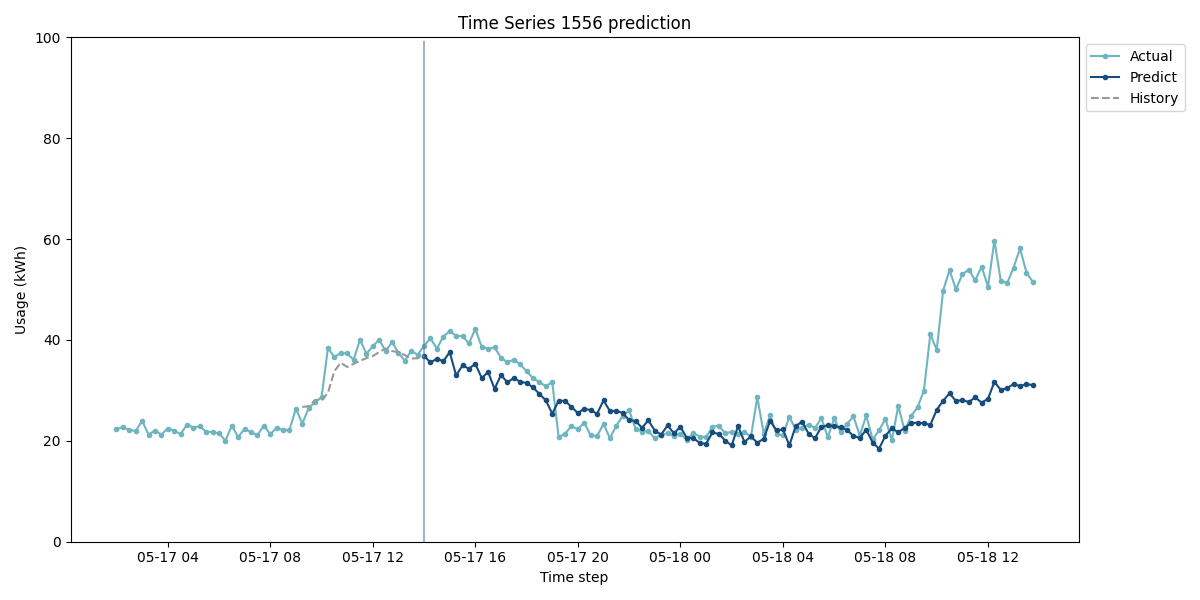 Time Series 1556 prediction
100
80
60
40
20
0
Usage (kWh)
05-17 04
05-17 08
05-17 12
05-17 16
05-17 20
05-18 00
05-18 04
05-18 08
05-18 12
Time step
Actual
Predict
History